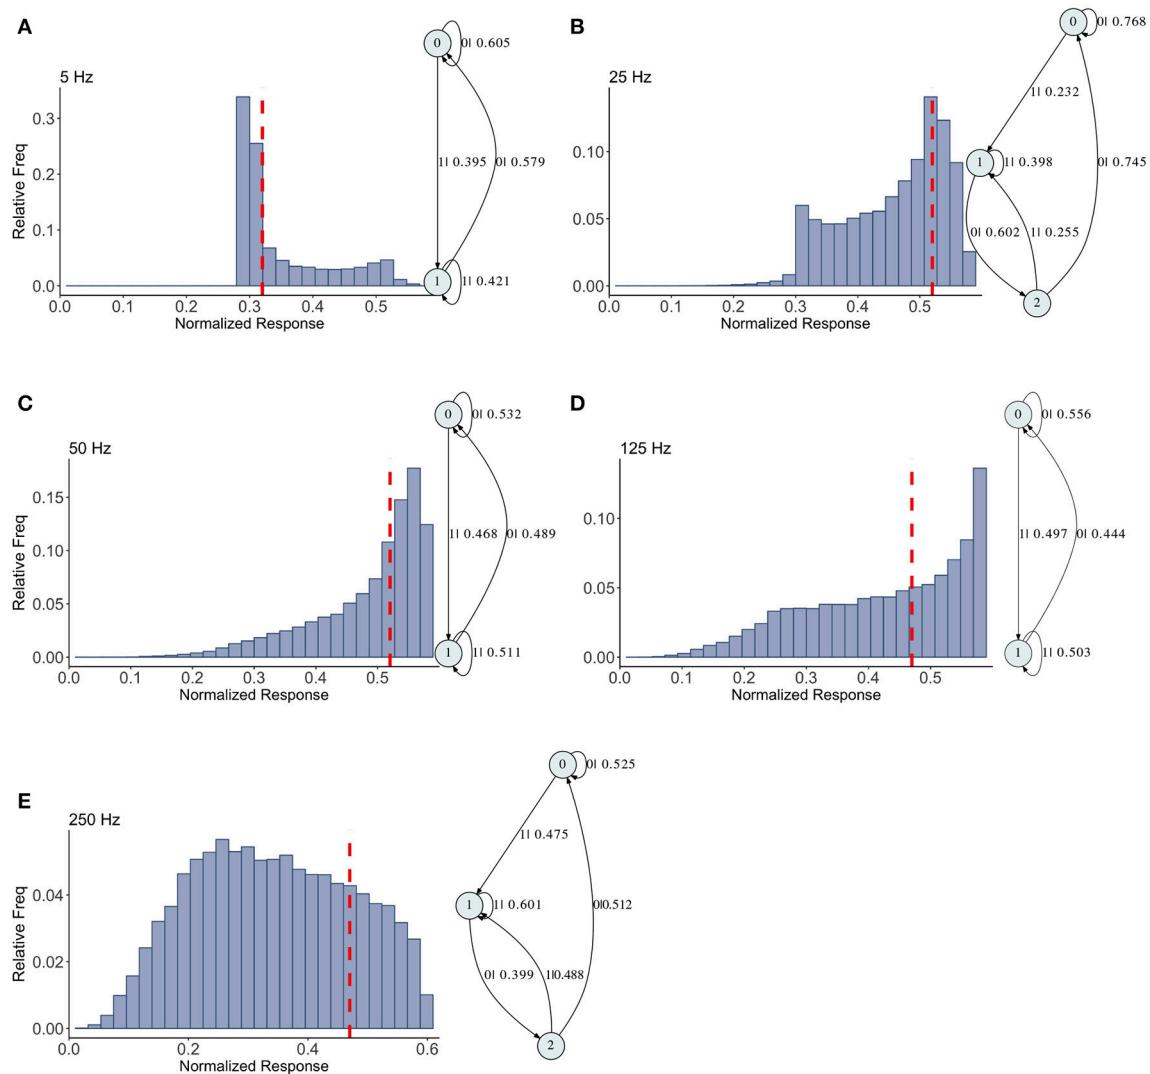 A
5 Hz
Relative Freq
0.3
0.2
0.1
0.0
0.0 0.1 0.2 0.3 0.4 0.5
Normalized Response
0
0| 0.605
1| 0.395
0| 0.579
1
1| 0.421
B
25 Hz
0.10
0.05
0.00
0.0 0.1 0.2 0.3 0.4 0.5
Normalized Response
0
0| 0.768
1| 0.232
1
1| 0.398
0| 0.745
0| 0.602
1| 0.255
2
C
50 Hz
Relative Freq
0.15
0.10
0.05
0.00
0.0 0.1 0.2 0.3 0.4 0.5
Normalized Response
0
0| 0.532
1| 0.468
0| 0.489
1
1| 0.511
D
125 Hz
0.10
0.05
0.00
0.0 0.1 0.2 0.3 0.4 0.5
Normalized Response
0
0| 0.556
1| 0.497
0| 0.444
1
1| 0.503
E
250 Hz
Relative Freq
0.04
0.02
0.00
0.0 0.2 0.4 0.6
Normalized Response
0
0| 0.525
1| 0.475
1
1| 0.601
0|0.512
0| 0.399
1|0.488
2